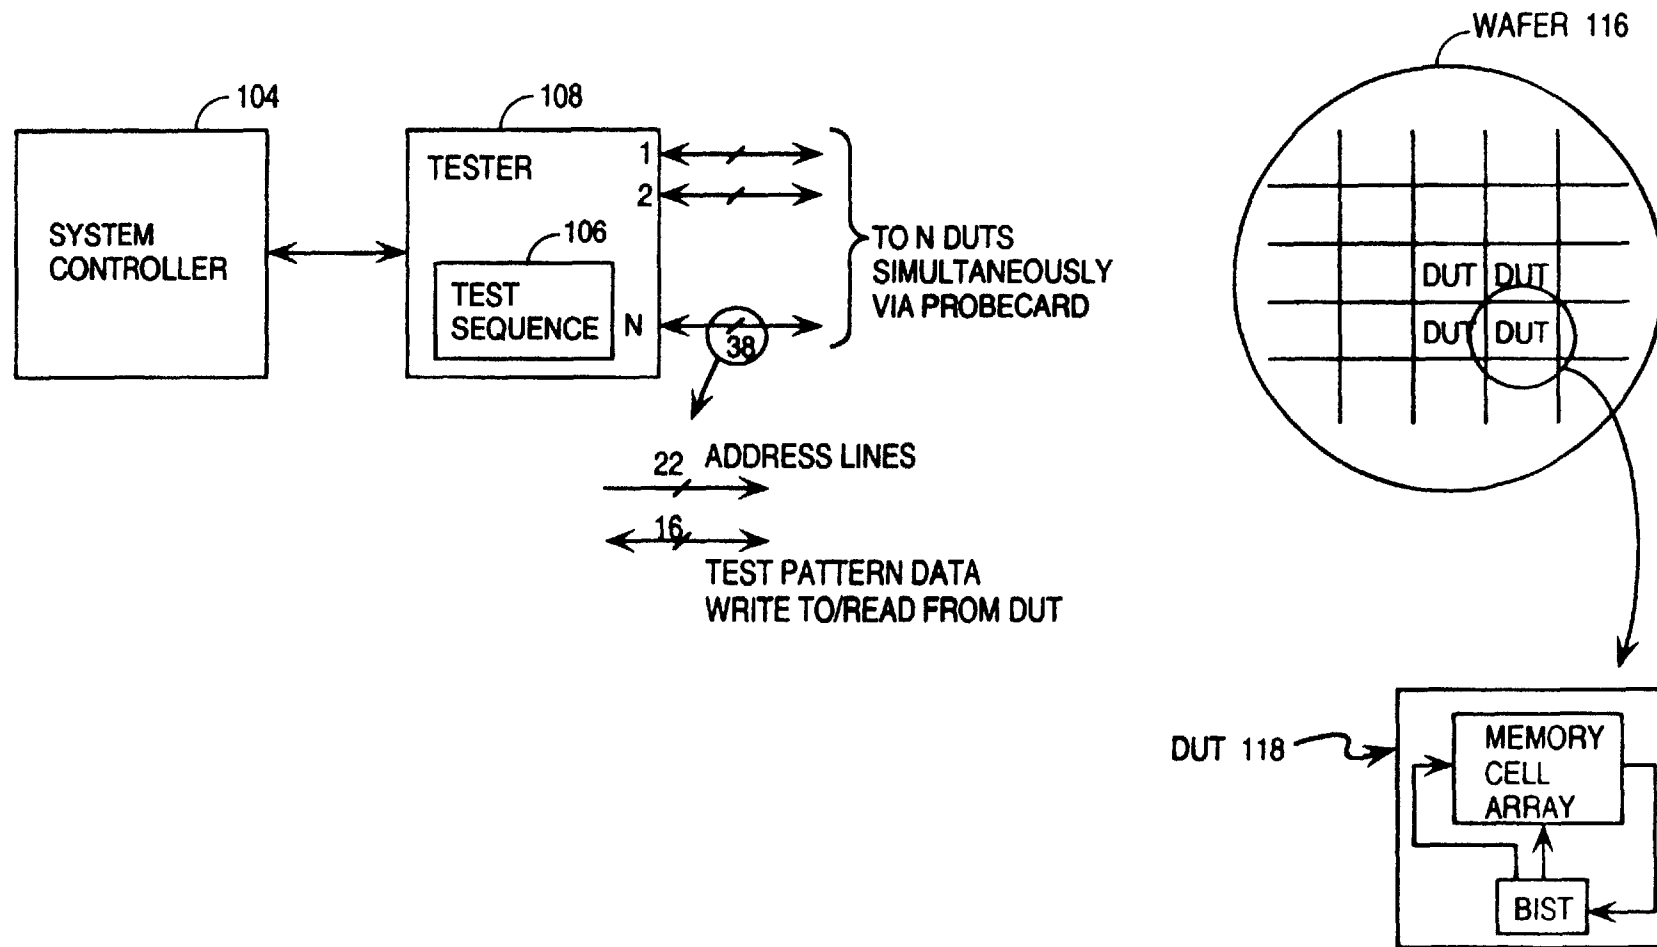 WAFER 116
104
108
TESTER
1
2
SYSTEM
CONTROLLER
106
TEST
SEQUENCE
N
38
TO N DUTS
SIMULTANEOUSLY
VIA PROBECARD
DUT DUT
DUT DUT
22 ADDRESS LINES
16
TEST PATTERN DATA
WRITE TO/READ FROM DUT
DUT 118
MEMORY
CELL
ARRAY
BIST